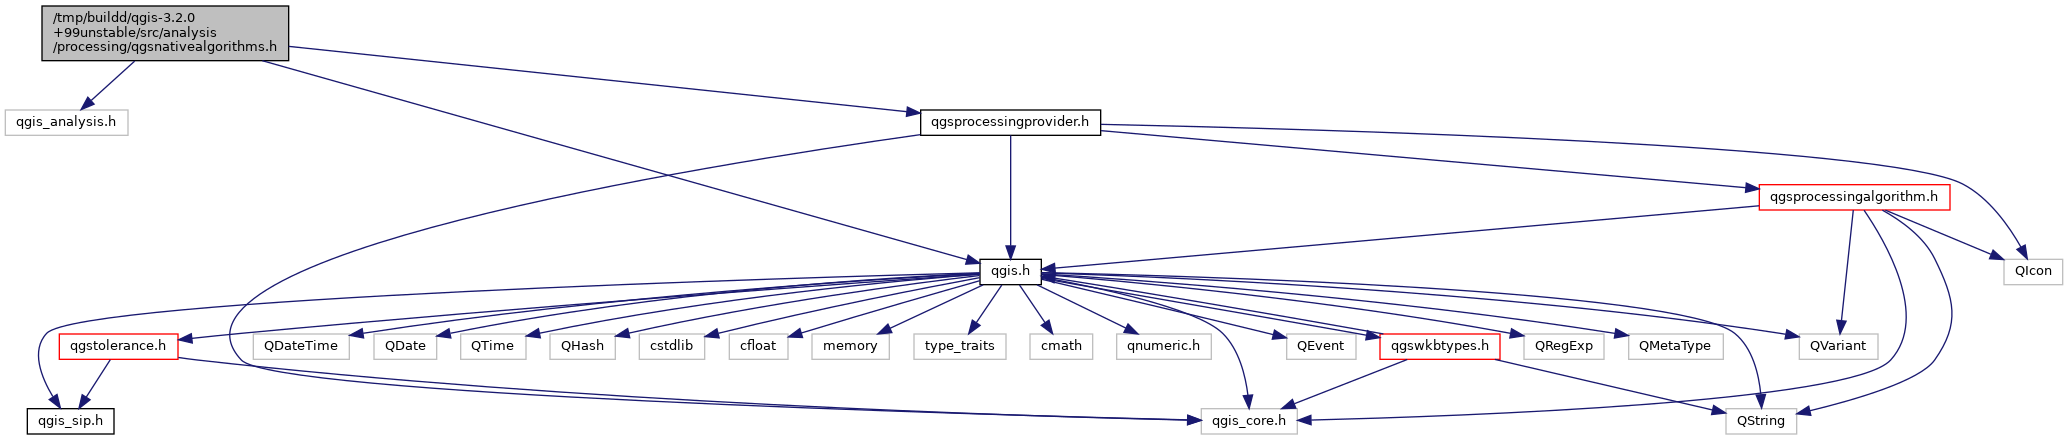 /tmp/buildd/qgis-3.2.0
+99unstable/src/analysis
/processing/qgsnativealgorithms.h
qgis_analysis.h
qgsprocessingprovider.h
qgsprocessingalgorithm.h
qgis.h
QIcon
qgstolerance.h
QDateTime
QDate
QTime
QHash
cstdlib
cfloat
memory
type_traits
cmath
qnumeric.h
QEvent
qgswkbtypes.h
QRegExp
QMetaType
QVariant
qgis_sip.h
qgis_core.h
QString